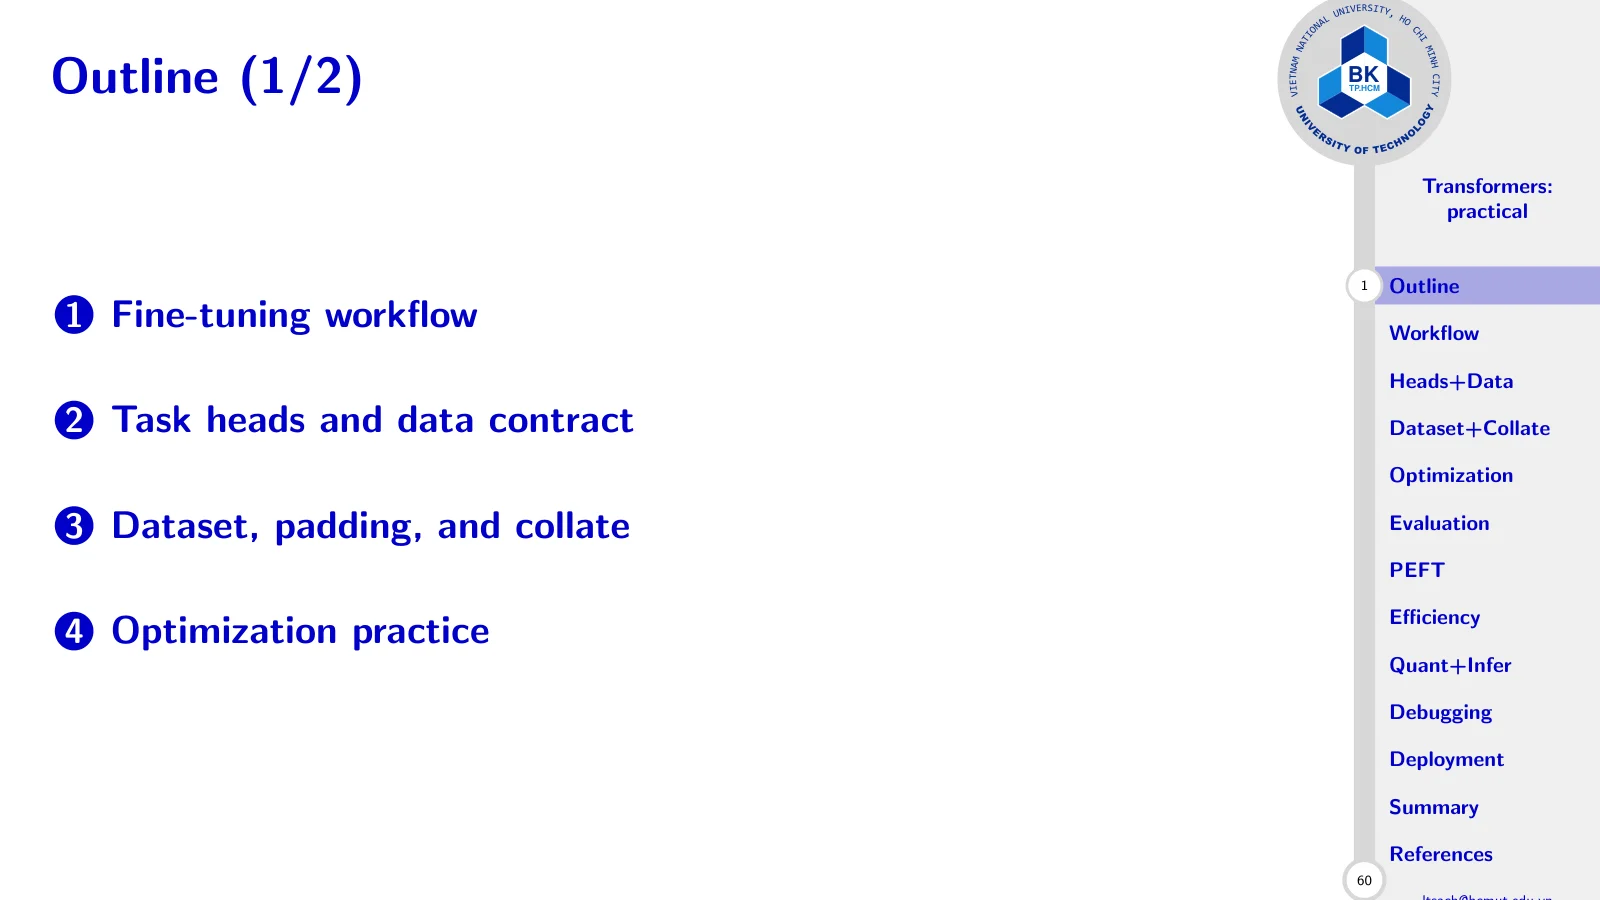 Outline (1/2)
1 Fine-tuning workflow
2 Task heads and data contract
3 Dataset, padding, and collate
4 Optimization practice
VIETNAM NATIONAL UNIVERSITY, HO CHI MINH CITY
BK
TP.HCM
UNIVERSITY OF TECHNOLOGY
Transformers:
practical
1
Outline
Workflow
Heads+Data
Dataset+Collate
Optimization
Evaluation
PEFT
Efficiency
Quant+Infer
Debugging
Deployment
Summary
References
60